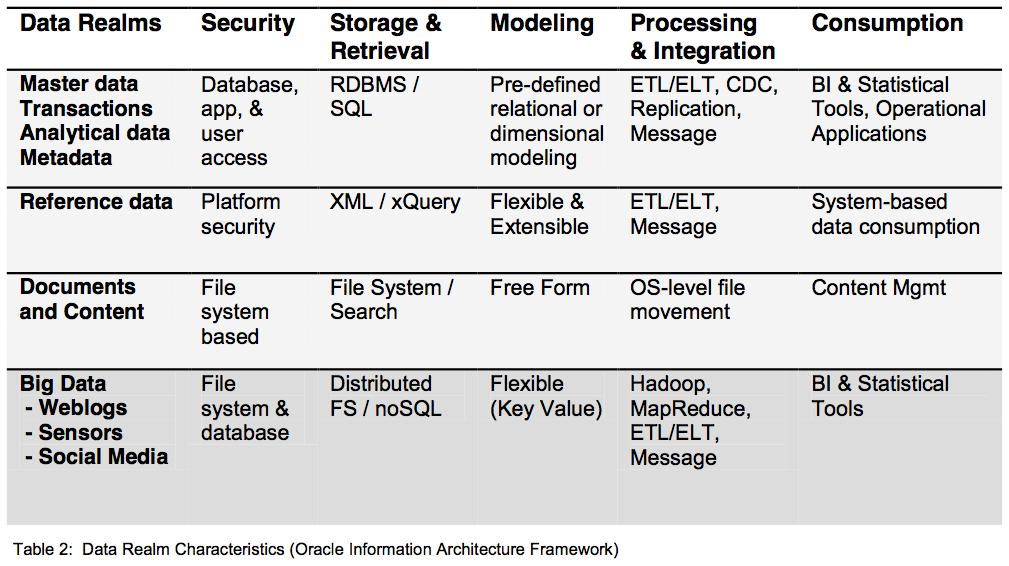 Data Realms Security Storage & Retrieval Modeling Processing & Integration Consumption
Master data Transactions Analytical data Metadata Database, app, & user access RDBMS / SQL Pre-defined relational or dimensional modeling ETL/ELT, CDC, Replication, Message BI & Statistical Tools, Operational Applications
Reference data Platform security XML / xQuery Flexible & Extensible ETL/ELT, Message System-based data consumption
Documents and Content File system based File System / Search Free Form OS-level file movement Content Mgmt
Big Data - Weblogs - Sensors - Social Media File system & database Distributed FS / noSQL Flexible (Key Value) Hadoop, MapReduce, ETL/ELT, Message BI & Statistical Tools
Table 2: Data Realm Characteristics (Oracle Information Architecture Framework)